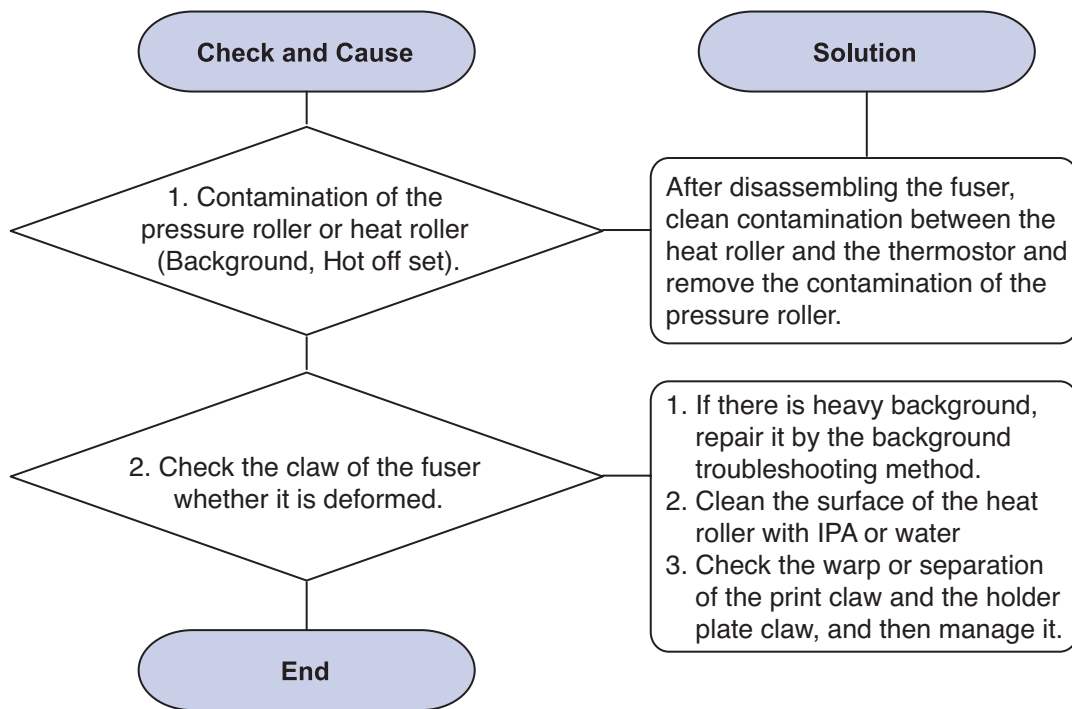 Check and Cause
Solution
1. Contamination of the
pressure roller or heat roller
(Background, Hot off set).
After disassembling the fuser,
clean contamination between the
heat roller and the thermostor and
remove the contamination of the
pressure roller.
2. Check the claw of the fuser
whether it is deformed.
1. If there is heavy background,
repair it by the background
troubleshooting method.
2. Clean the surface of the heat
roller with IPA or water
3. Check the warp or separation
of the print claw and the holder
plate claw, and then manage it.
End